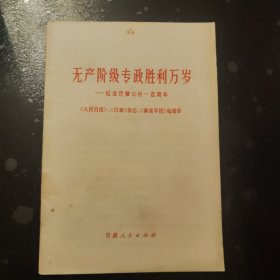 无产阶级专政胜利万岁
——纪念巴黎公社一百周年
《人民日报》、《红旗》杂志、《解放军报》编辑部
甘肃人民出版社